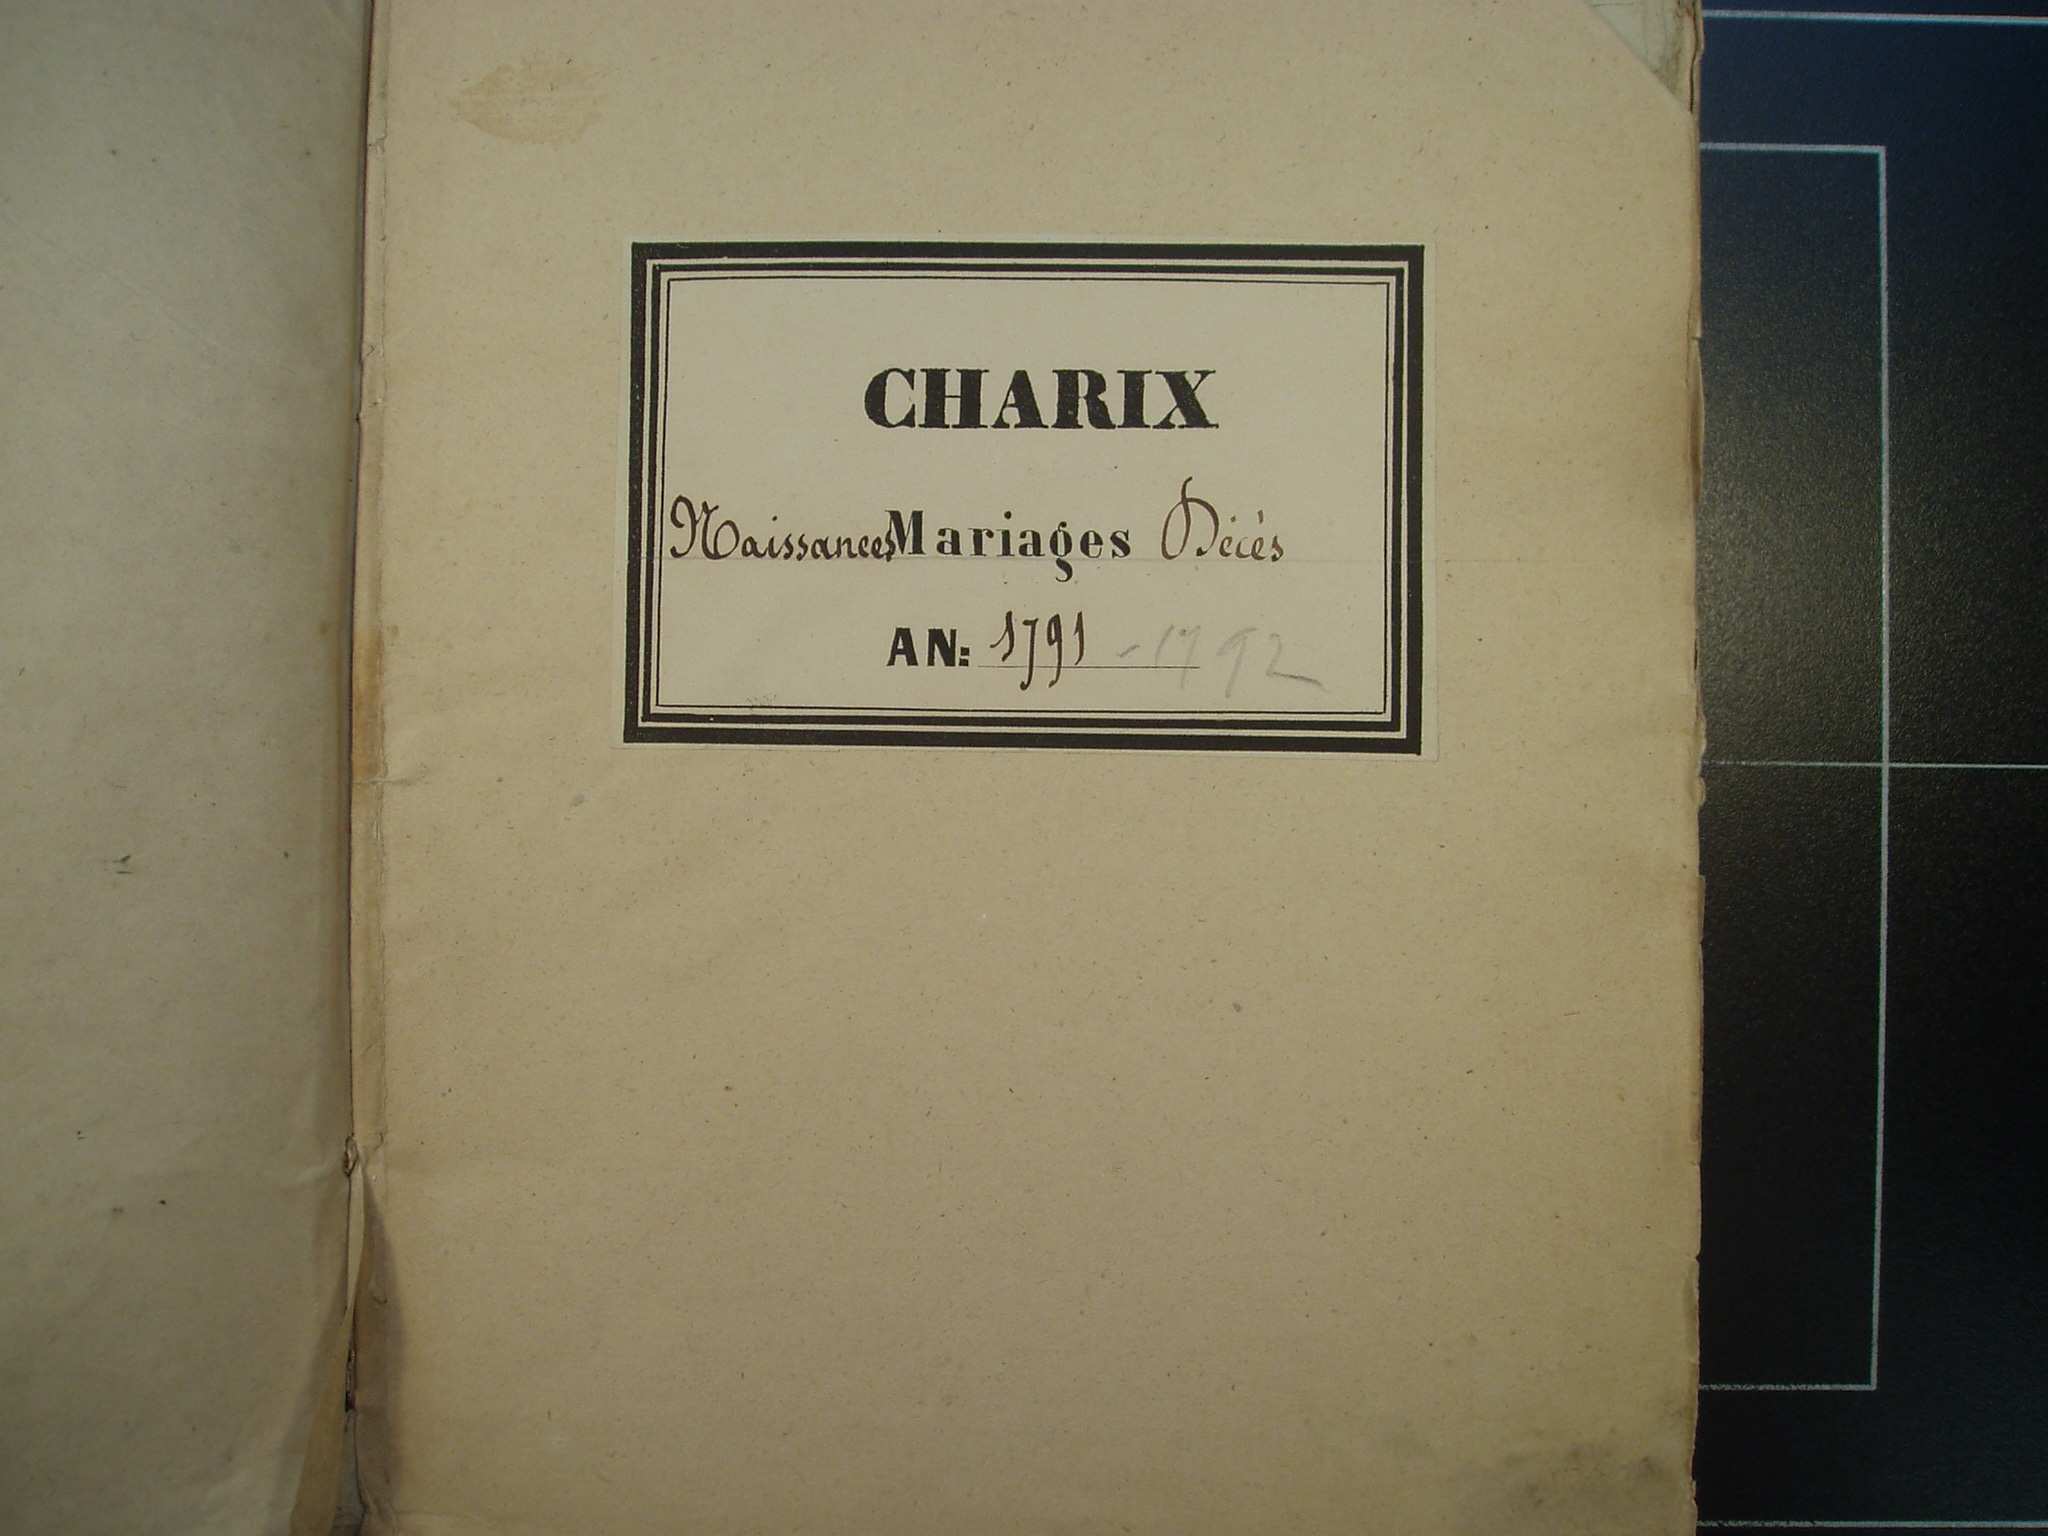 CHARIX
Naissances Mariages Décès
AN: 1791 - 1792